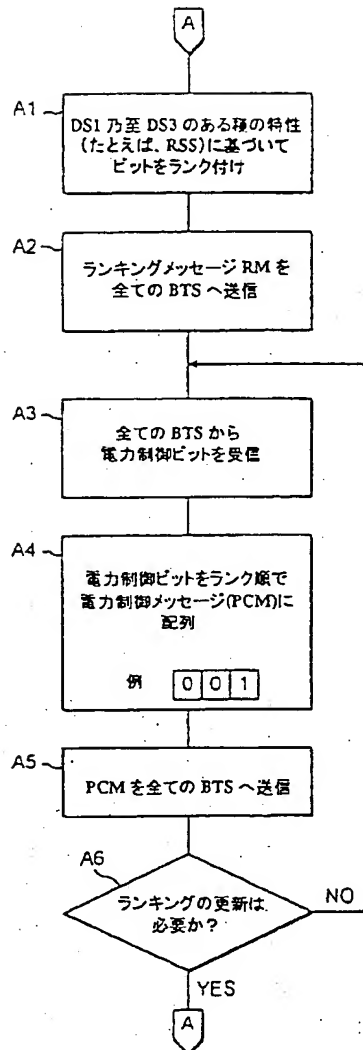 A
A1
DS1 乃至 DS3 のある種の特性
(たとえば、RSS)に基づいて
ビットをランク付け
A2
ランキングメッセージ RM を
全ての BTS へ送信
A3
全ての BTS から
電力制御ビットを受信
A4
電力制御ビットをランク順で
電力制御メッセージ(PCM)に
配列
例 0 0 1
A5
PCM を全ての BTS へ送信
A6
ランキングの更新は
必要か?
NO
YES
A